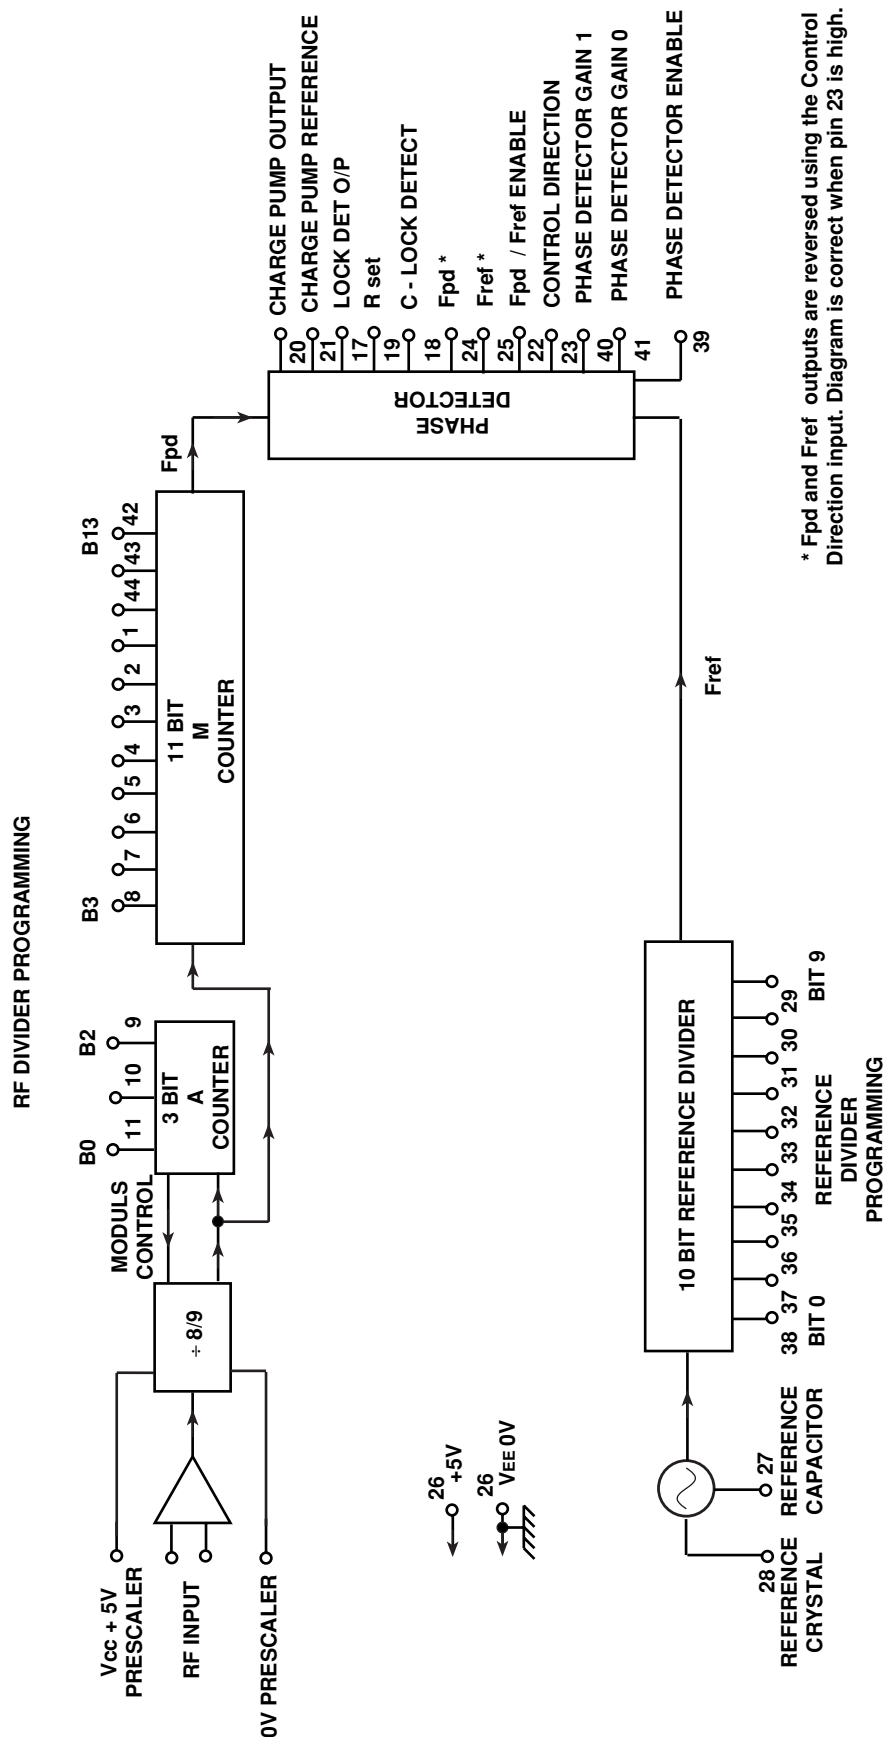 RF DIVIDER PROGRAMMING
B0
B2
B3
B13
11
10
9
8
7
6
5
4
3
2
1
44
43
42
Vcc + 5V
PRESCALER
RF INPUT
0V PRESCALER
÷ 8/9
MODULS
CONTROL
3 BIT
A
COUNTER
11 BIT
M
COUNTER
Fpd
PHASE
DETECTOR
20
CHARGE PUMP OUTPUT
21
CHARGE PUMP REFERENCE
17
LOCK DET O/P
19
R set
18
C - LOCK DETECT
24
Fpd *
25
Fref *
22
Fpd / Fref ENABLE
23
CONTROL DIRECTION
40
PHASE DETECTOR GAIN 1
41
PHASE DETECTOR GAIN 0
39
PHASE DETECTOR ENABLE
26
+5V
26
VEE 0V
28
REFERENCE
CRYSTAL
27
REFERENCE
CAPACITOR
10 BIT REFERENCE DIVIDER
Fref
38
37
36
35
34
33
32
31
30
29
BIT 0
BIT 9
REFERENCE
DIVIDER
PROGRAMMING
* Fpd and Fref outputs are reversed using the Control
Direction input. Diagram is correct when pin 23 is high.